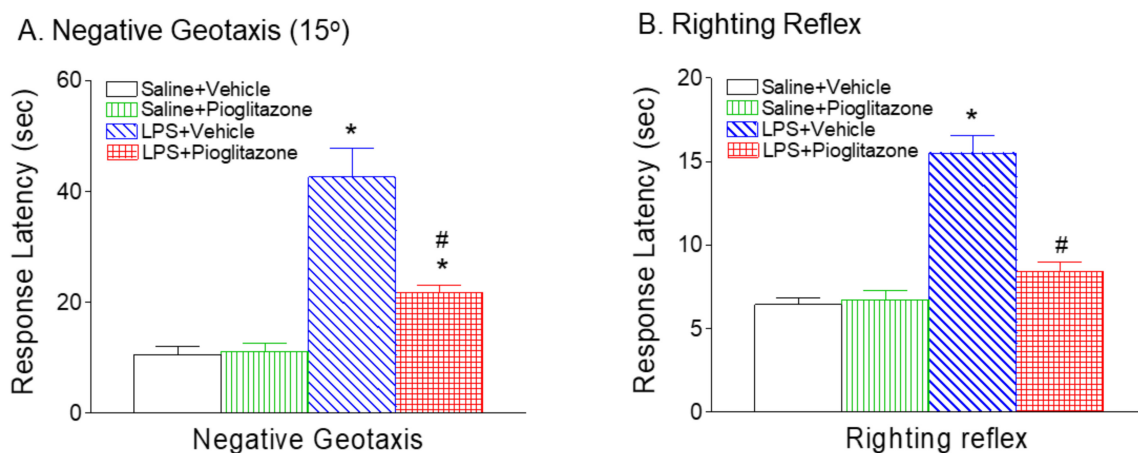 A. Negative Geotaxis (15º)
Response Latency (sec)
60
40
20
0
Saline+Vehicle
Saline+Pioglitazone
LPS+Vehicle
LPS+Pioglitazone
*
#
*
Negative Geotaxis
B. Righting Reflex
Response Latency (sec)
20
15
10
5
0
Saline+Vehicle
Saline+Pioglitazone
LPS+Vehicle
LPS+Pioglitazone
*
#
Righting reflex